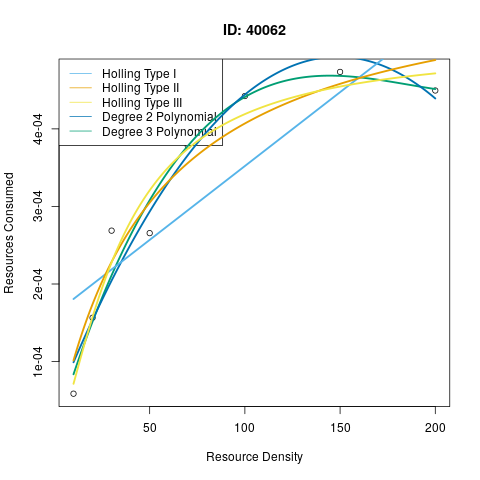 ID: 40062
Holling Type I
Holling Type II
Holling Type III
Degree 2 Polynomial
Degree 3 Polynomial
Resources Consumed
4e-04
3e-04
2e-04
1e-04
50
100
150
200
Resource Density